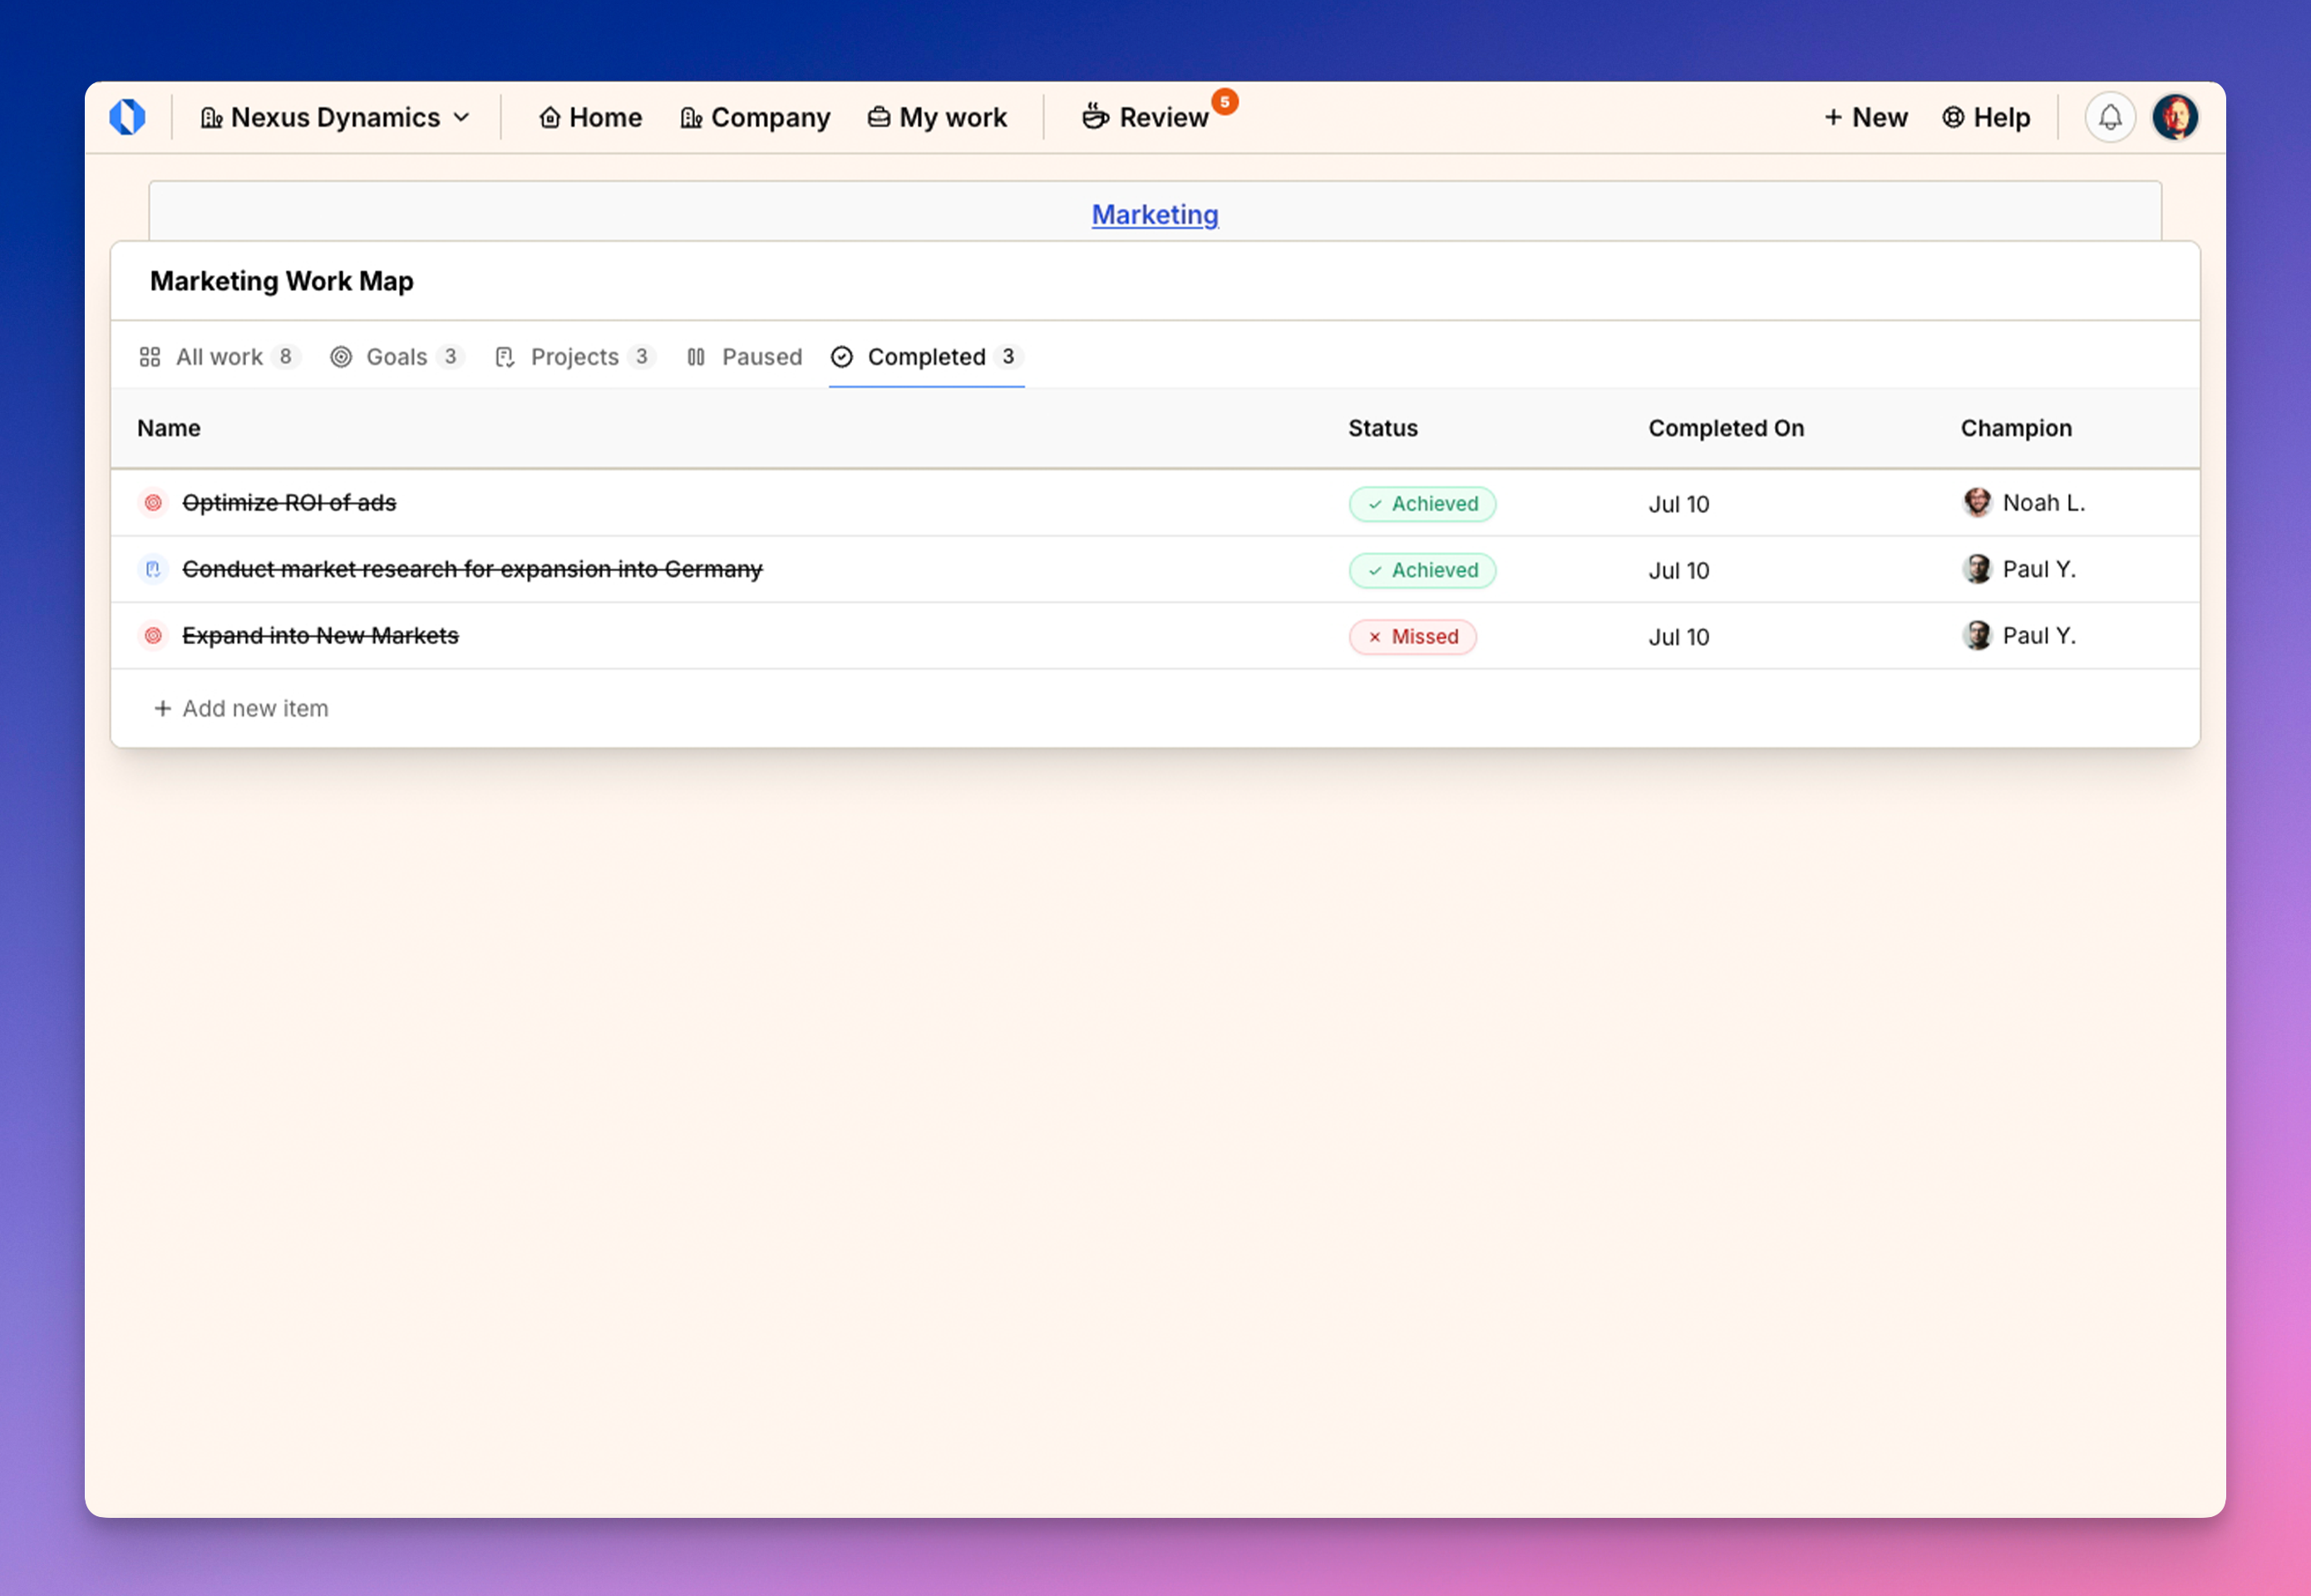 Nexus Dynamics Home Company My work Review 5 + New Help
Marketing
Marketing Work Map
All work 8 Goals 3 Projects 3 Paused Completed 3
Name Status Completed On Champion
Optimize ROI of ads Achieved Jul 10 Noah L.
Conduct market research for expansion into Germany Achieved Jul 10 Paul Y.
Expand into New Markets Missed Jul 10 Paul Y.
+ Add new item